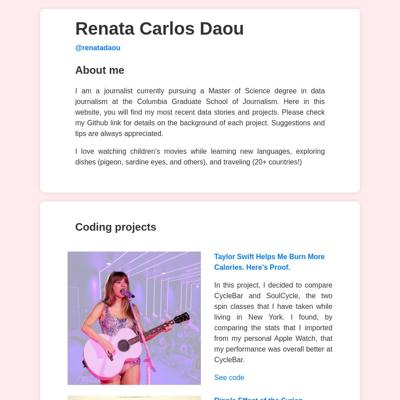 Renata Carlos Daou
@renatadaou
About me
I am a journalist currently pursuing a Master of Science degree in data
journalism at the Columbia Graduate School of Journalism. Here in this
website, you will find my most recent data stories and projects. Please check
my Github link for details on the background of each project. Suggestions and
tips are always appreciated.
I love watching children's movies while learning new languages, exploring
dishes (pigeon, sardine eyes, and others), and traveling (20+ countries!)
Coding projects
Taylor Swift Helps Me Burn More
Calories. Here's Proof.
In this project, I decided to compare
CycleBar and SoulCycle, the two
spin classes that I have taken while
living in New York. I found, by
comparing the stats that I imported
from my personal Apple Watch, that
my performance was overall better at
CycleBar.
See code